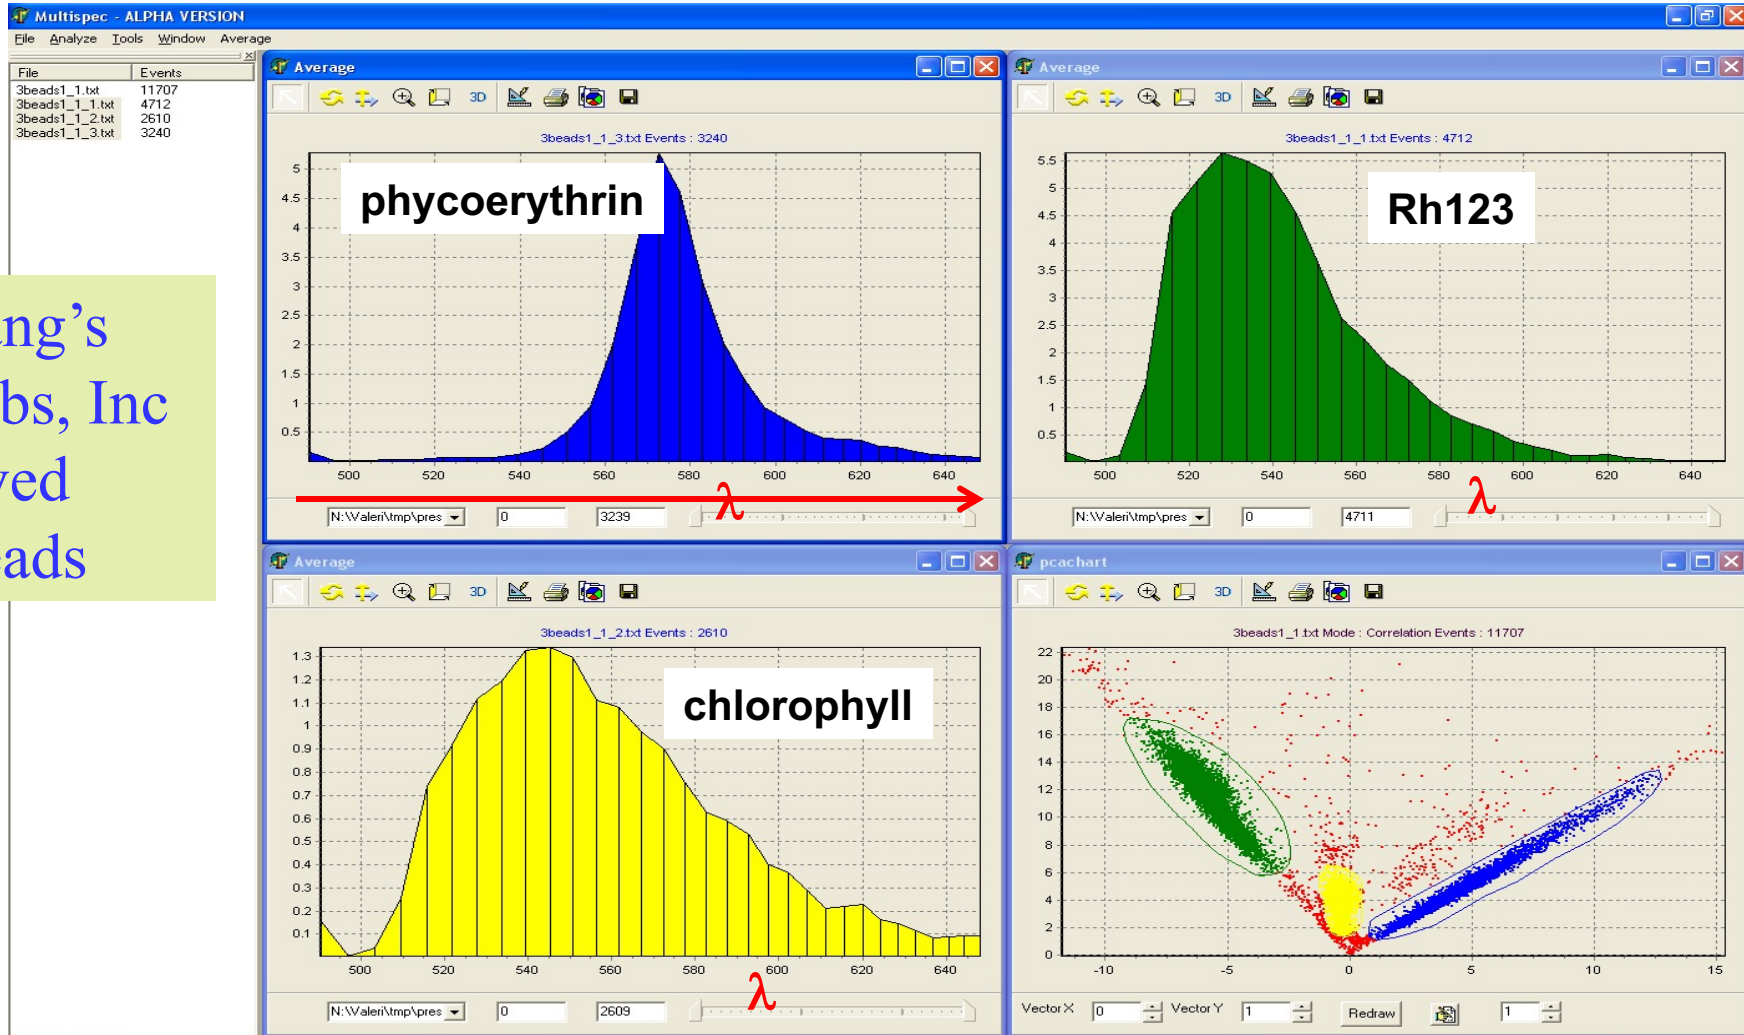 Multispec - ALPHA VERSION
File Analyze Tools Window Average
File Events
3beads1_1.txt 11707
3beads1_1_1.txt 4712
3beads1_1_2.txt 2610
3beads1_1_3.txt 3240
ang's
bs, Inc
ved
eads
Average
3D
3beads1_1_3.txt Events : 3240
phycoerythrin
5
4.5
4
3.5
3
2.5
2
1.5
1
0.5
500 520 540 560 580 600 620 640
λ
N:\Valeri\tmp\pres 0 3239
Average
3D
3beads1_1_1.txt Events : 4712
Rh123
5.5
5
4.5
4
3.5
3
2.5
2
1.5
1
0.5
500 520 540 560 580 600 620 640
λ
N:\Valeri\tmp\pres 0 4711
Average
3D
3beads1_1_2.txt Events : 2610
chlorophyll
1.3
1.2
1.1
1
0.9
0.8
0.7
0.6
0.5
0.4
0.3
0.2
0.1
500 520 540 560 580 600 620 640
λ
N:\Valeri\tmp\pres 0 2609
pcachart
3D
3beads1_1.txt Mode : Correlation Events : 11707
22
20
18
16
14
12
10
8
6
4
2
0
-10 -5 0 5 10 15
Vector X 0 Vector Y 1 Redraw 1